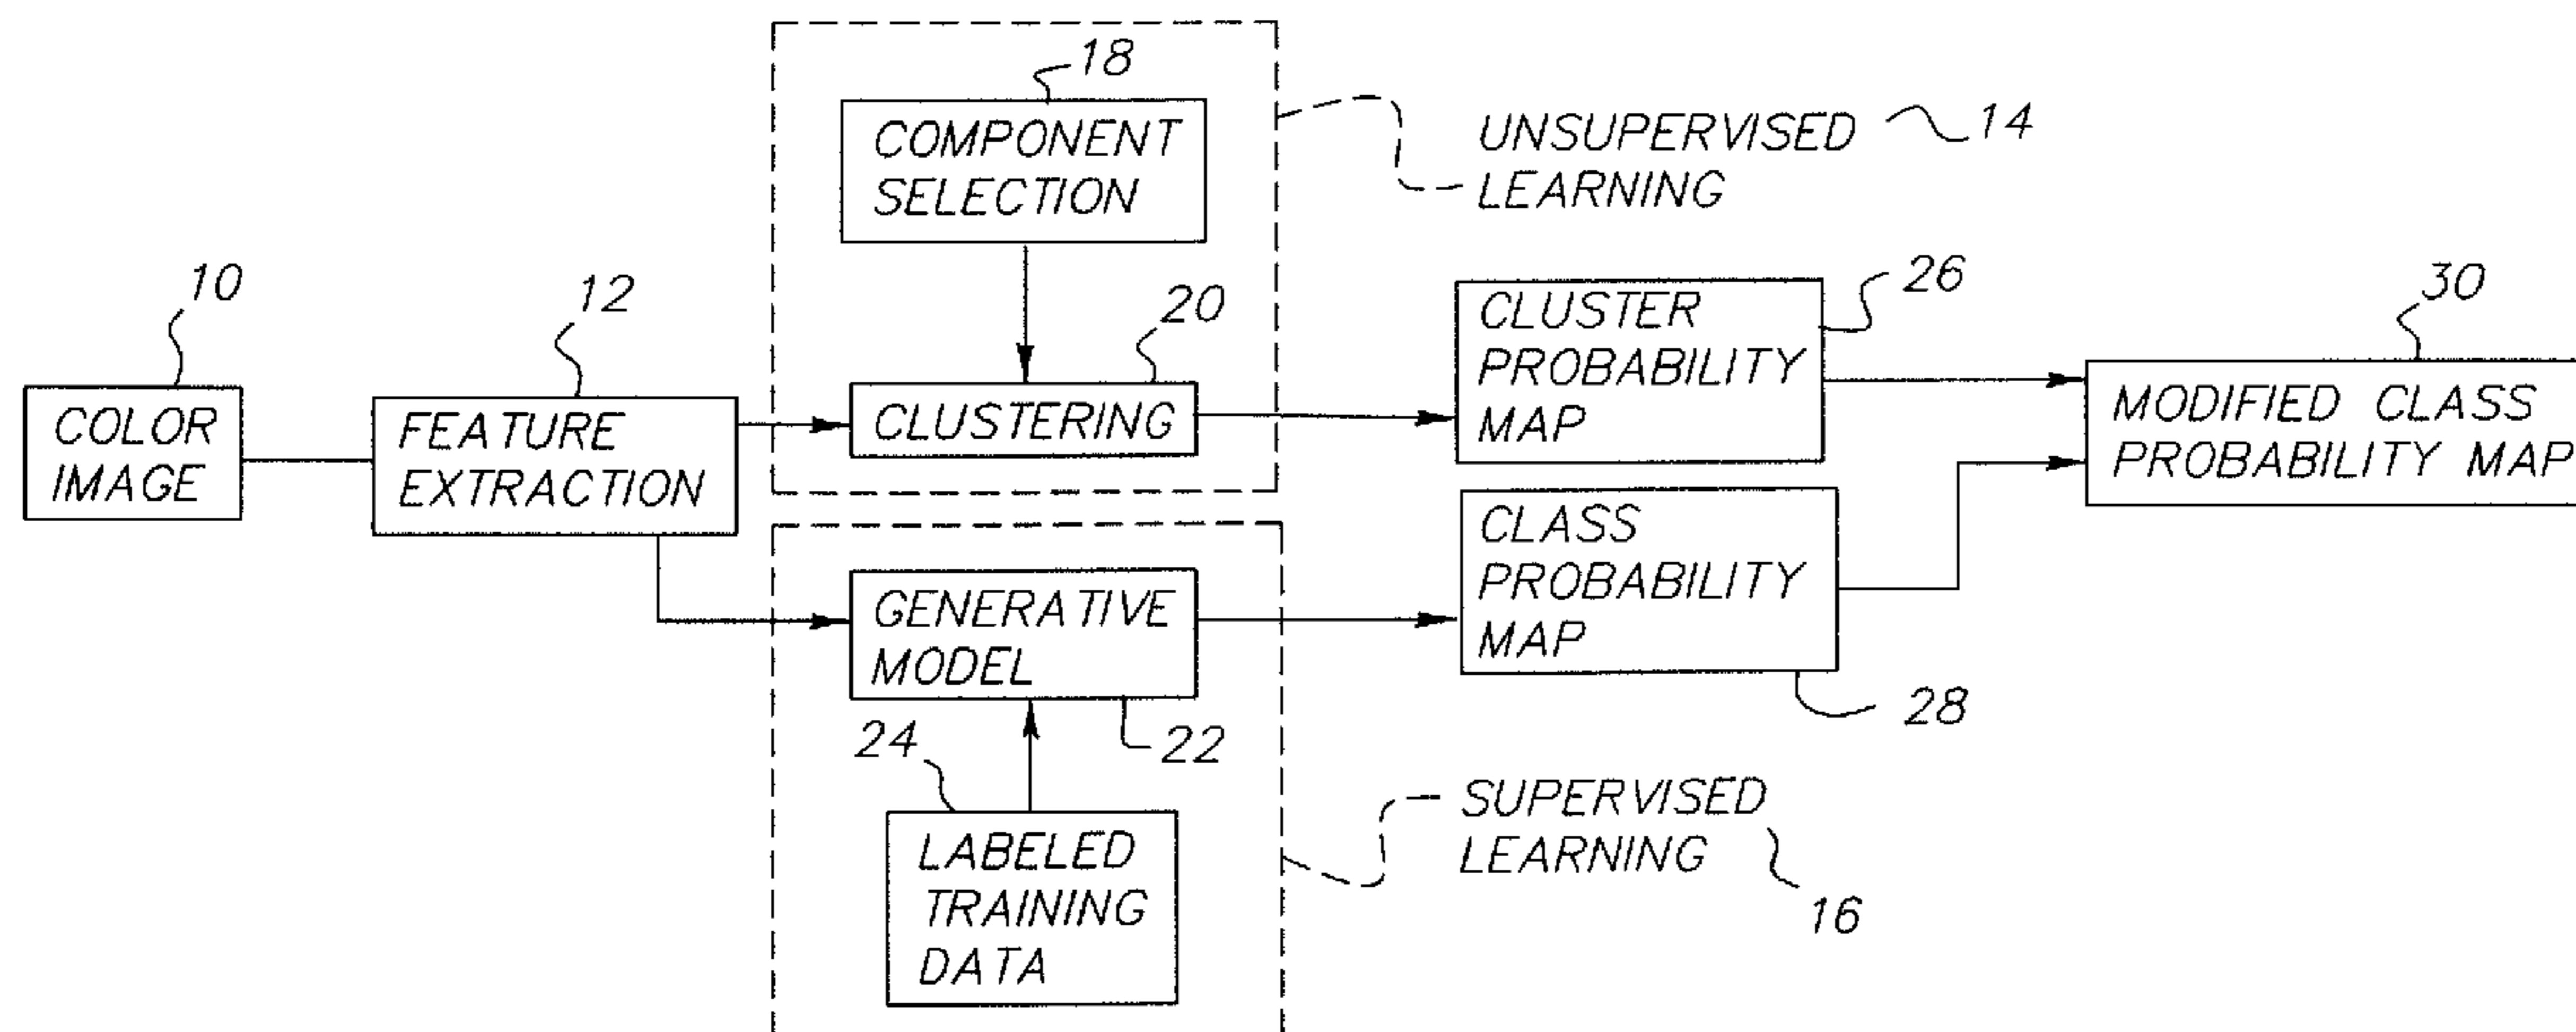 18
COMPONENT
SELECTION
UNSUPERVISED 14
LEARNING
10
COLOR
IMAGE
12
FEATURE
EXTRACTION
20
CLUSTERING
26
CLUSTER
PROBABILITY
MAP
30
MODIFIED CLASS
PROBABILITY MAP
GENERATIVE
MODEL
22
CLASS
PROBABILITY
MAP
28
24
LABELED
TRAINING
DATA
SUPERVISED
LEARNING
16